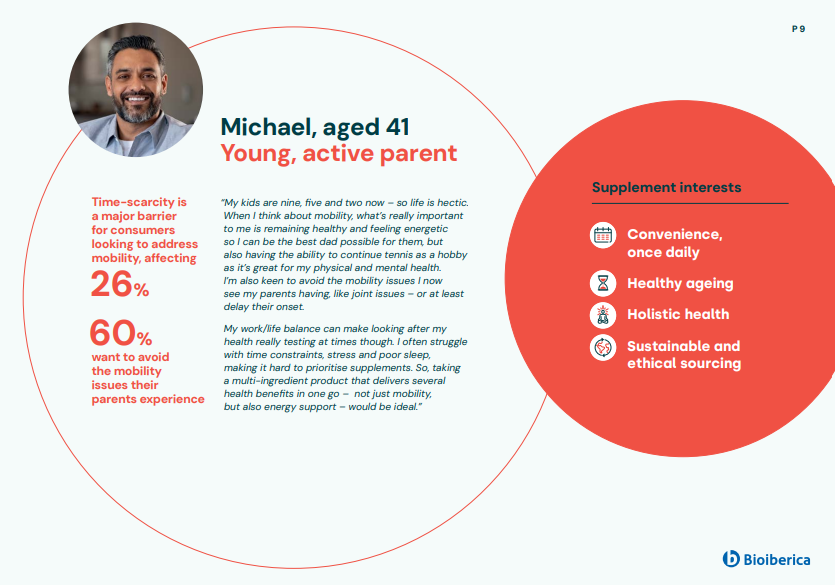 P9
Michael, aged 41
Young, active parent
Time-scarcity is
a major barrier
for consumers
looking to address
mobility, affecting
26%
60%
want to avoid
the mobility
issues their
parents experience
“My kids are nine, five and two now – so life is hectic.
When I think about mobility, what’s really important
to me is remaining healthy and feeling energetic
so I can be the best dad possible for them, but
also having the ability to continue tennis as a hobby
as it’s great for my physical and mental health.
I’m also keen to avoid the mobility issues I now
see my parents having, like joint issues – or at least
delay their onset.
My work/life balance can make looking after my
health really testing at times though. I often struggle
with time constraints, stress and poor sleep,
making it hard to prioritise supplements. So, taking
a multi-ingredient product that delivers several
health benefits in one go – not just mobility,
but also energy support – would be ideal.”
Supplement interests
Convenience,
once daily
Healthy ageing
Holistic health
Sustainable and
ethical sourcing
Bioiberica